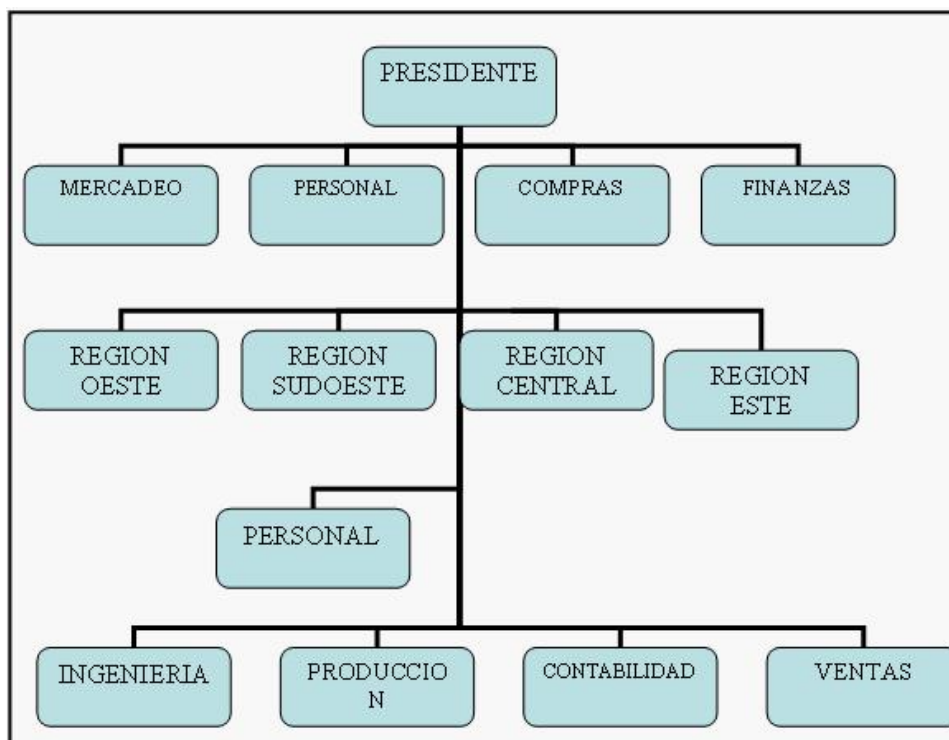 PRESIDENTE
MERCADEO
PERSONAL
COMPRAS
FINANZAS
REGION
OESTE
REGION
SUDOESTE
REGION
CENTRAL
REGION
ESTE
PERSONAL
INGENIERIA
PRODUCCIO
N
CONTABILIDAD
VENTAS